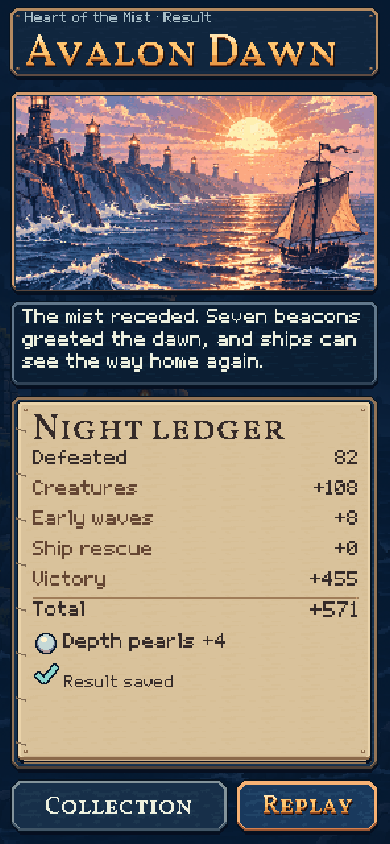 Heart of the Mist · Result
Avalon Dawn
The mist receded. Seven beacons
greeted the dawn, and ships can
see the way home again.
Night ledger
Defeated 82
Creatures +108
Early waves +8
Ship rescue +0
Victory +455
Total +571
Depth pearls +4
Result saved
Collection
Replay